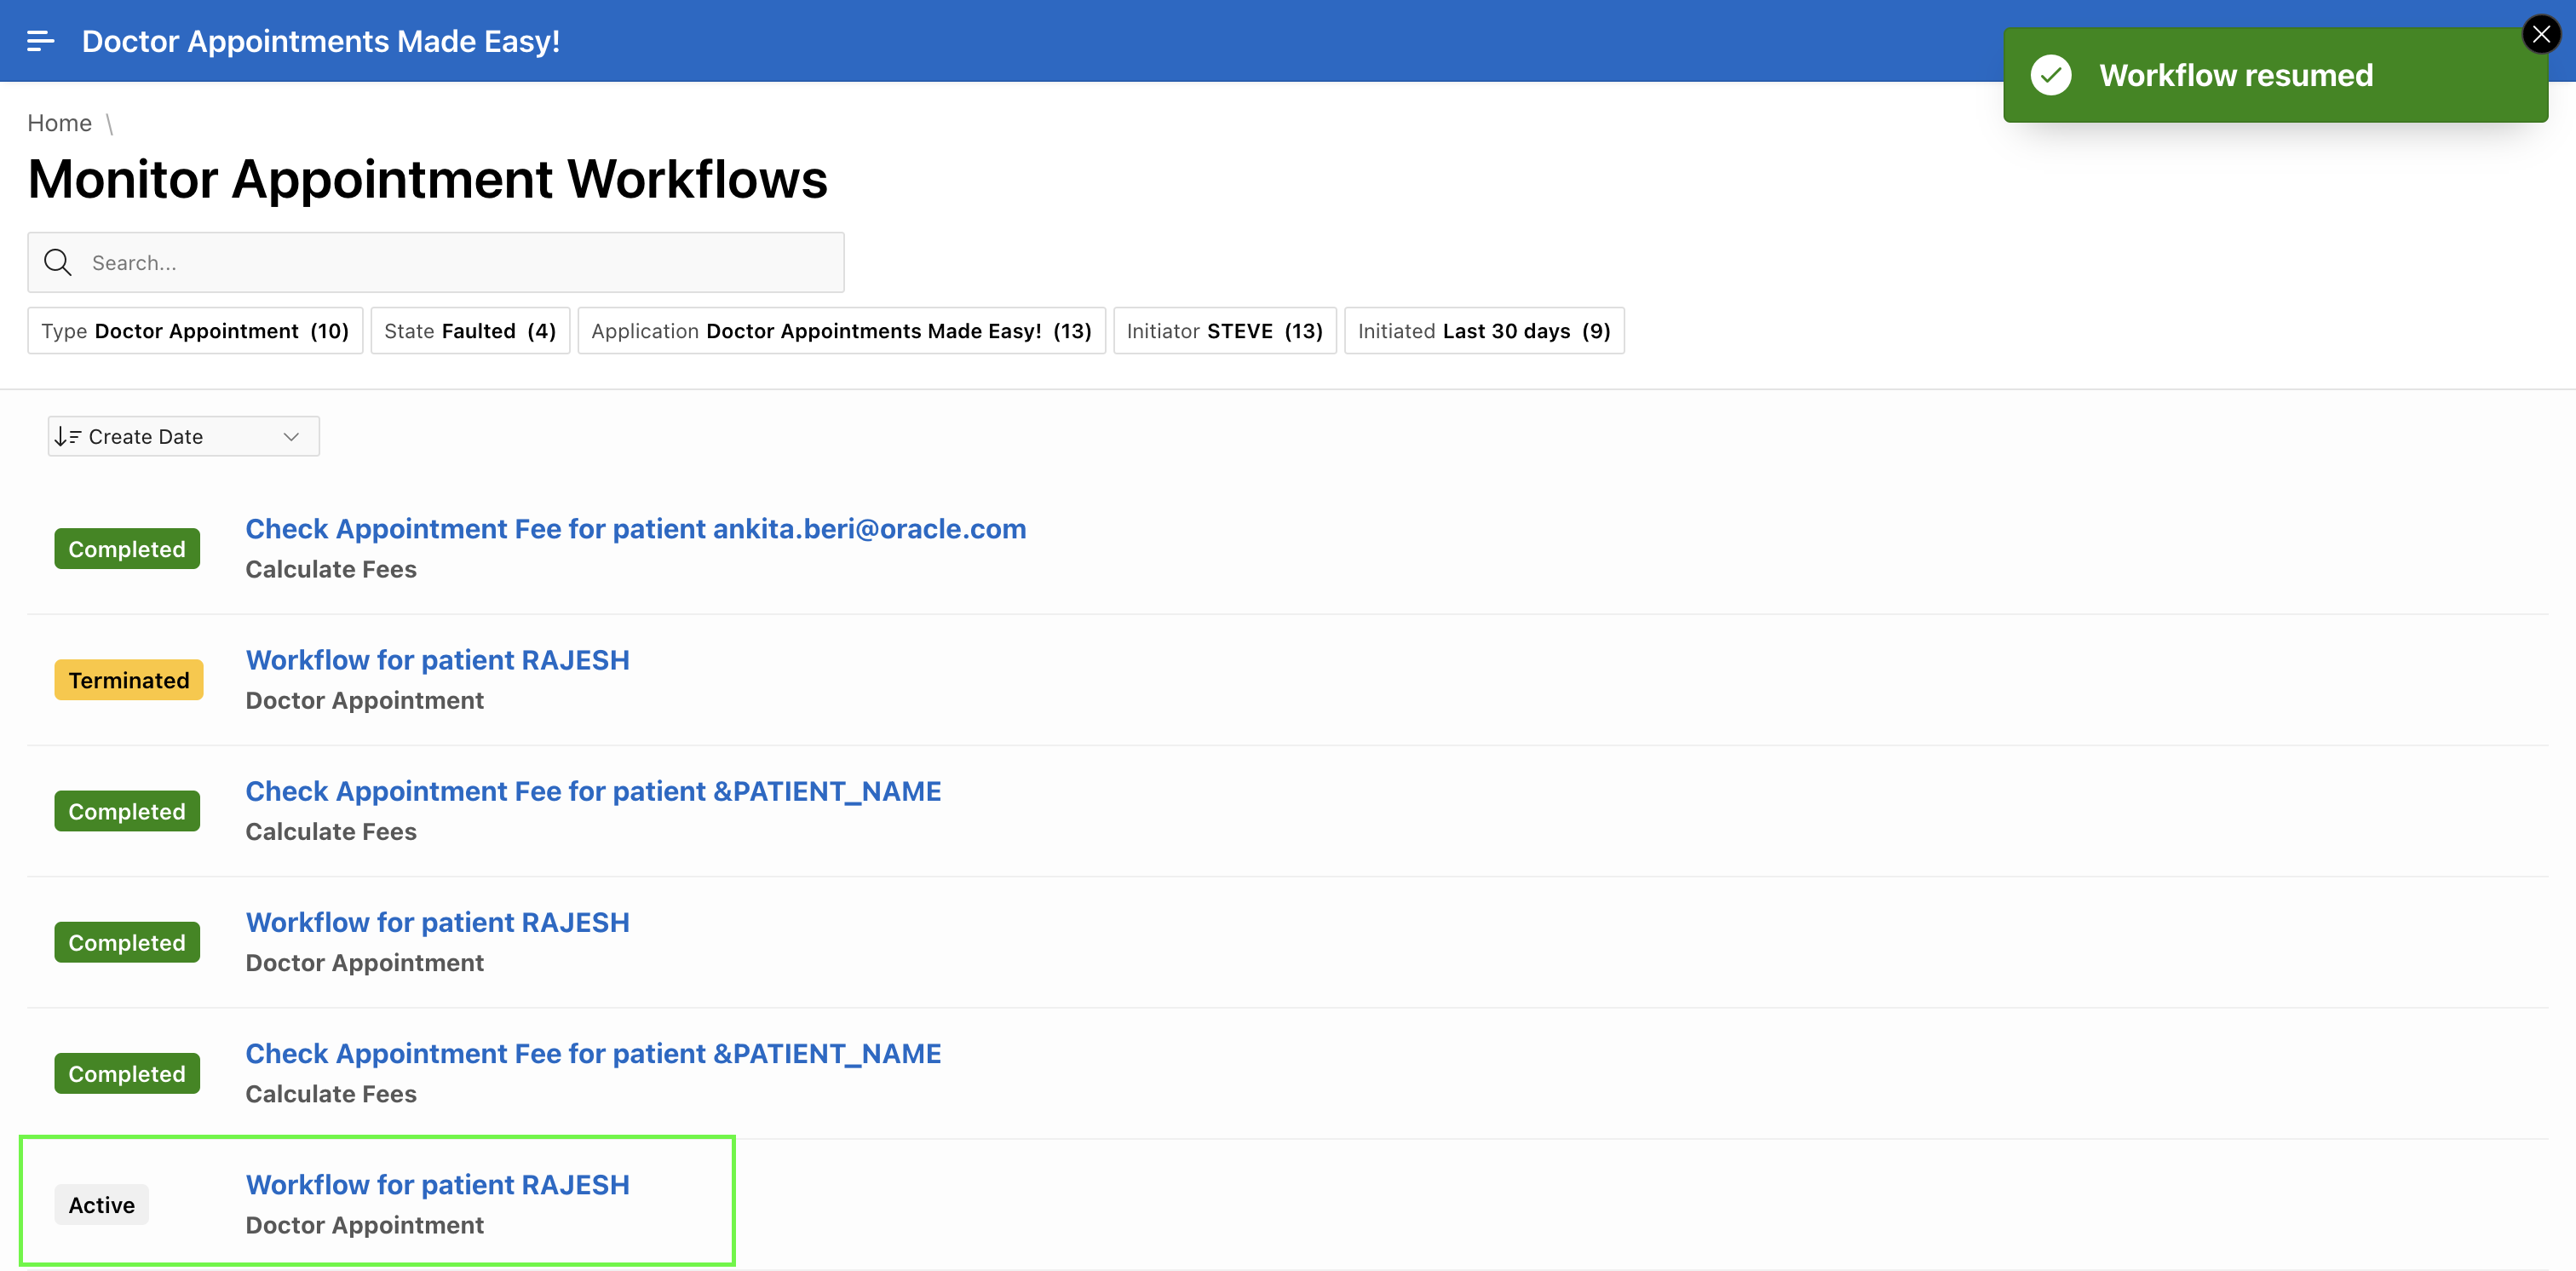 Doctor Appointments Made Easy!
Workflow resumed
Home \
Monitor Appointment Workflows
Search...
Type Doctor Appointment (10) State Faulted (4) Application Doctor Appointments Made Easy! (13) Initiator STEVE (13) Initiated Last 30 days (9)
Create Date
Completed
Check Appointment Fee for patient ankita.beri@oracle.com
Calculate Fees
Terminated
Workflow for patient RAJESH
Doctor Appointment
Completed
Check Appointment Fee for patient &PATIENT_NAME
Calculate Fees
Completed
Workflow for patient RAJESH
Doctor Appointment
Completed
Check Appointment Fee for patient &PATIENT_NAME
Calculate Fees
Active
Workflow for patient RAJESH
Doctor Appointment